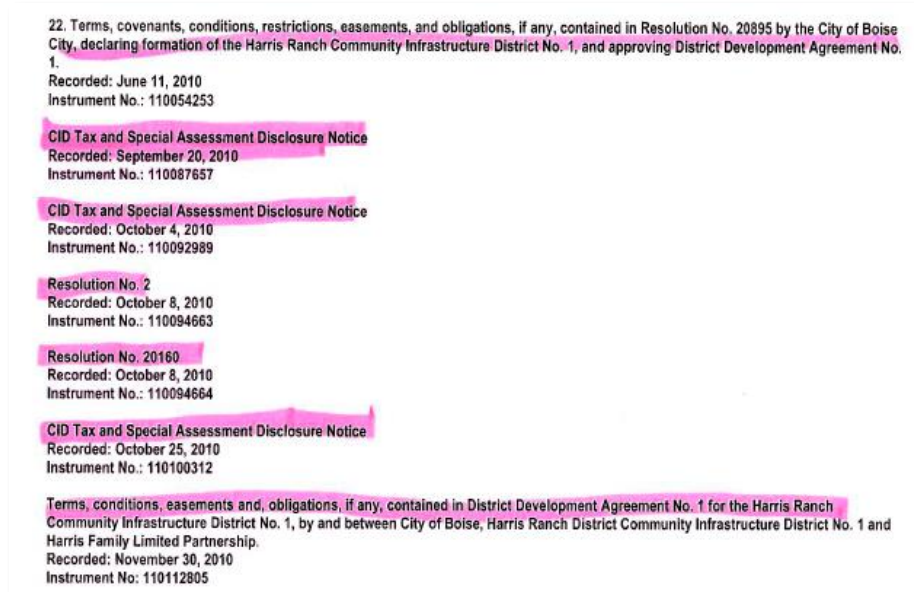 22. Terms, covenants, conditions, restrictions, easements, and obligations, if any, contained in Resolution No. 20895 by the City of Boise
City, declaring formation of the Harris Ranch Community Infrastructure District No. 1, and approving District Development Agreement No.
1.
Recorded: June 11, 2010
Instrument No.: 110054253
CID Tax and Special Assessment Disclosure Notice
Recorded: September 20, 2010
Instrument No.: 110087657
CID Tax and Special Assessment Disclosure Notice
Recorded: October 4, 2010
Instrument No.: 110092989
Resolution No. 2
Recorded: October 8, 2010
Instrument No.: 110094663
Resolution No. 20160
Recorded: October 8, 2010
Instrument No.: 110094664
CID Tax and Special Assessment Disclosure Notice
Recorded: October 25, 2010
Instrument No.: 110100312
Terms, conditions, easements and, obligations, if any, contained in District Development Agreement No. 1 for the Harris Ranch
Community Infrastructure District No. 1, by and between City of Boise, Harris Ranch District Community Infrastructure District No. 1 and
Harris Family Limited Partnership.
Recorded: November 30, 2010
Instrument No: 110112805